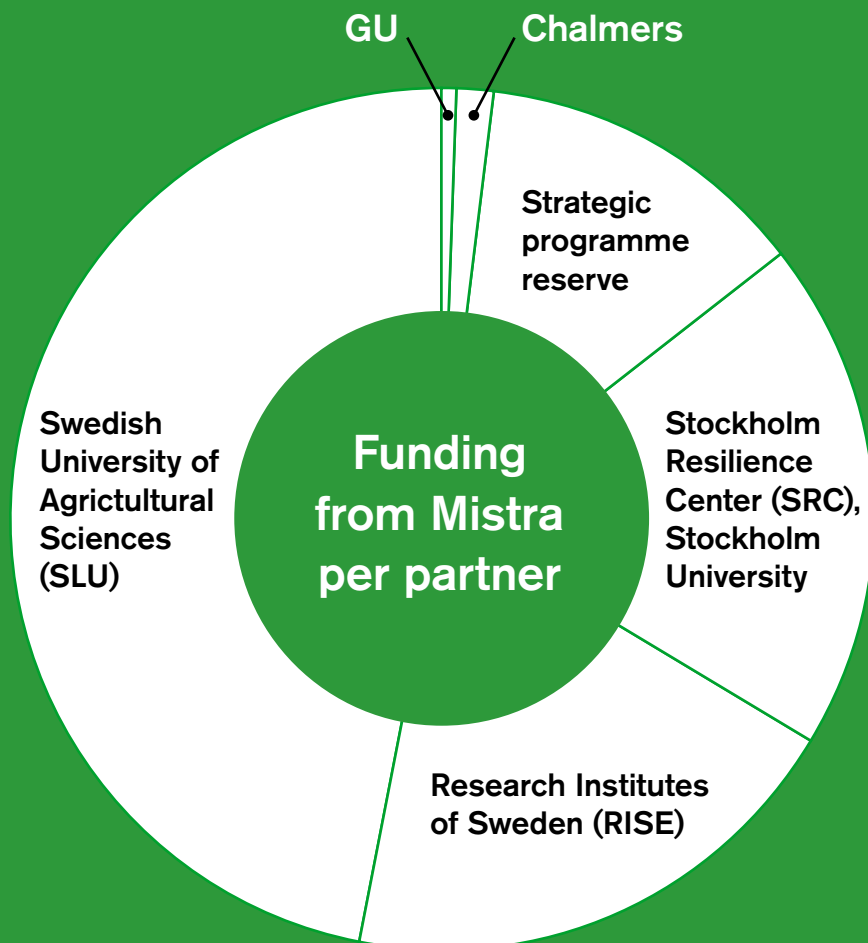 GU
Chalmers
Strategic
programme
reserve
Swedish
University of
Agrictultural
Sciences
(SLU)
Funding
from Mistra
per partner
Stockholm
Resilience
Center (SRC),
Stockholm
University
Research Institutes
of Sweden (RISE)